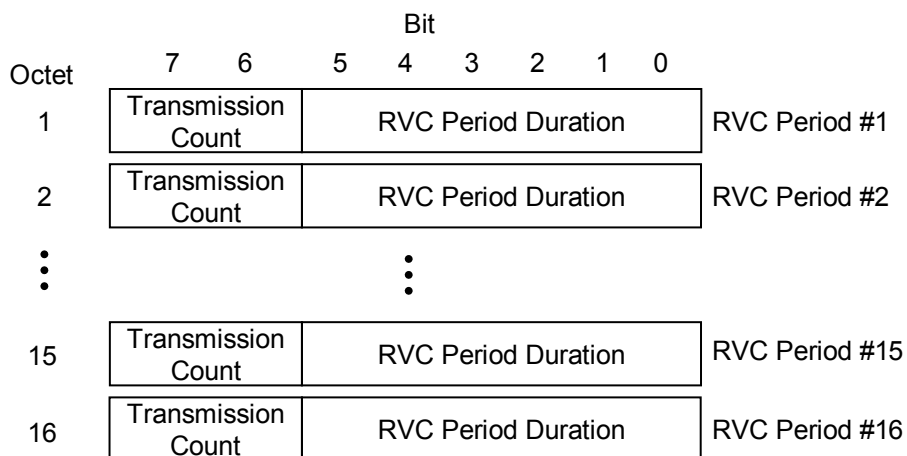 Bit
Octet 7 6 5 4 3 2 1 0
1 Transmission Count RVC Period Duration RVC Period #1
2 Transmission Count RVC Period Duration RVC Period #2
15 Transmission Count RVC Period Duration RVC Period #15
16 Transmission Count RVC Period Duration RVC Period #16